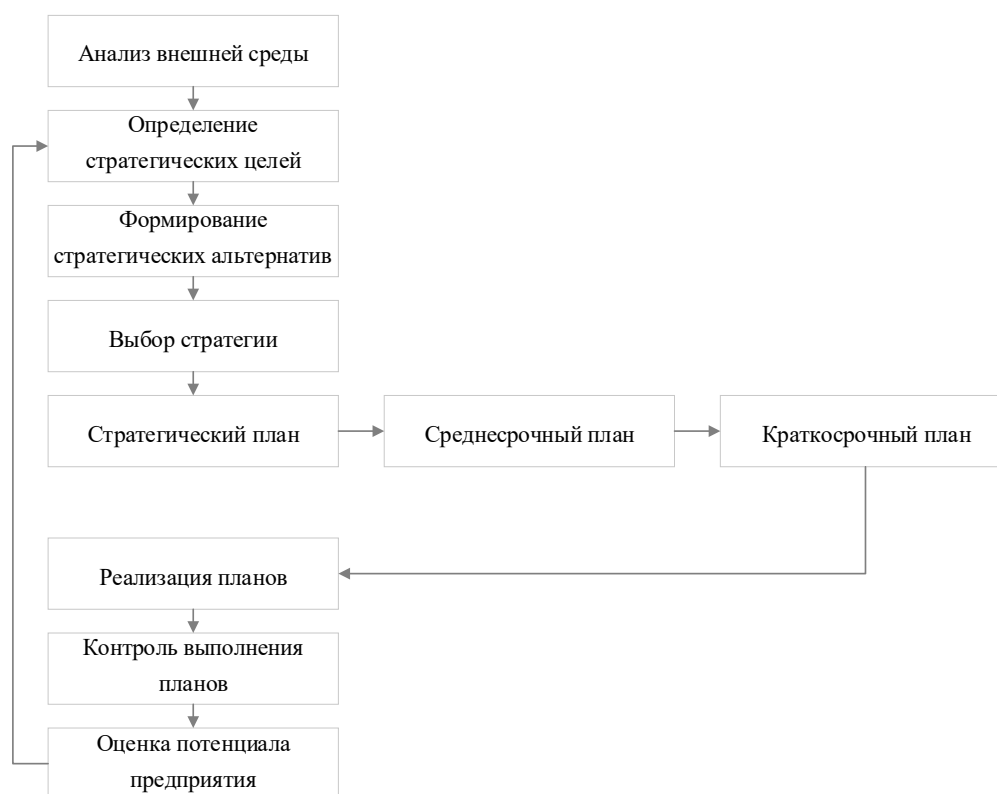 Анализ внешней среды
Определение
стратегических целей
Формирование
стратегических альтернатив
Выбор стратегии
Стратегический план
Среднесрочный план
Краткосрочный план
Реализация планов
Контроль выполнения
планов
Оценка потенциала
предприятия